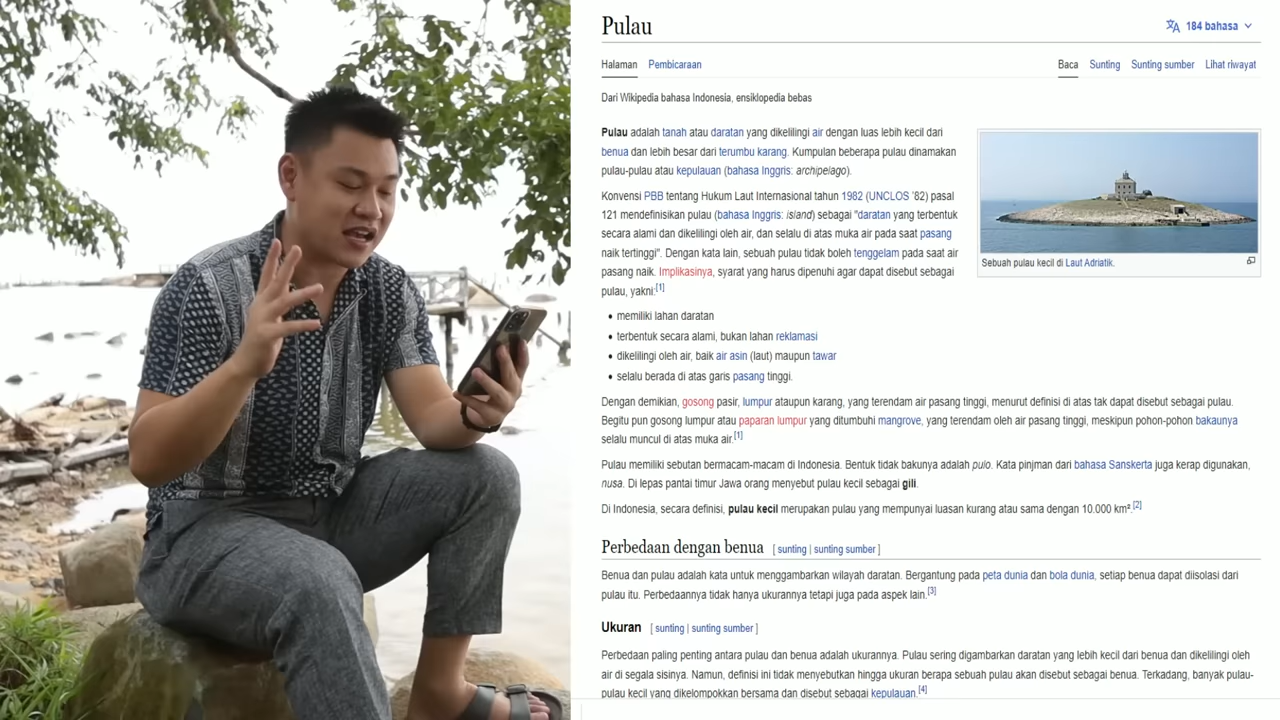 Pulau
184 bahasa
Halaman Pembicaraan Baca Sunting Sunting sumber Lihat riwayat
Dari Wikipedia bahasa Indonesia, ensiklopedia bebas
Pulau adalah tanah atau daratan yang dikelilingi air dengan luas lebih kecil dari
benua dan lebih besar dari terumbu karang. Kumpulan beberapa pulau dinamakan
pulau-pulau atau kepulauan (bahasa Inggris: archipelago).
Konvensi PBB tentang Hukum Laut Internasional tahun 1982 (UNCLOS '82) pasal
121 mendefinisikan pulau (bahasa Inggris: island) sebagai "daratan yang terbentuk
secara alami dan dikelilingi oleh air, dan selalu di atas muka air pada saat pasang
naik tertinggi". Dengan kata lain, sebuah pulau tidak boleh tenggelam pada saat air
pasang naik. Implikasinya, syarat yang harus dipenuhi agar dapat disebut sebagai
pulau, yakni:[1]
Sebuah pulau kecil di Laut Adriatik.
• memiliki lahan daratan
• terbentuk secara alami, bukan lahan reklamasi
• dikelilingi oleh air, baik air asin (laut) maupun tawar
• selalu berada di atas garis pasang tinggi.
Dengan demikian, gosong pasir, lumpur ataupun karang, yang terendam air pasang tinggi, menurut definisi di atas tak dapat disebut sebagai pulau.
Begitu pun gosong lumpur atau paparan lumpur yang ditumbuhi mangrove, yang terendam oleh air pasang tinggi, meskipun pohon-pohon bakaunya
selalu muncul di atas muka air.[1]
Pulau memiliki sebutan bermacam-macam di Indonesia. Bentuk tidak bakunya adalah pulo. Kata pinjman dari bahasa Sanskerta juga kerap digunakan,
nusa. Di lepas pantai timur Jawa orang menyebut pulau kecil sebagai gili.
Di Indonesia, secara definisi, pulau kecil merupakan pulau yang mempunyai luasan kurang atau sama dengan 10.000 km².[2]
Perbedaan dengan benua [ sunting | sunting sumber ]
Benua dan pulau adalah kata untuk menggambarkan wilayah daratan. Bergantung pada peta dunia dan bola dunia, setiap benua dapat diisolasi dari
pulau itu. Perbedaannya tidak hanya ukurannya tetapi juga pada aspek lain.[3]
Ukuran [ sunting | sunting sumber ]
Perbedaan paling penting antara pulau dan benua adalah ukurannya. Pulau sering digambarkan daratan yang lebih kecil dari benua dan dikelilingi oleh
air di segala sisinya. Namun, definisi ini tidak menyebutkan hingga ukuran berapa sebuah pulau akan disebut sebagai benua. Terkadang, banyak pulau-
pulau kecil yang dikelompokkan bersama dan disebut sebagai kepulauan.[4]